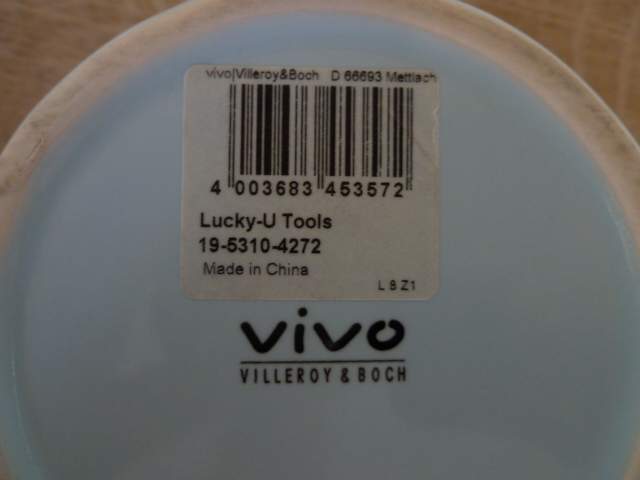 vivo|Villeroy&Boch D 66693 Mettlach
4 003683 453572
Lucky-U Tools
19-5310-4272
Made in China
L 8 Z1
vivo
VILLEROY & BOCH